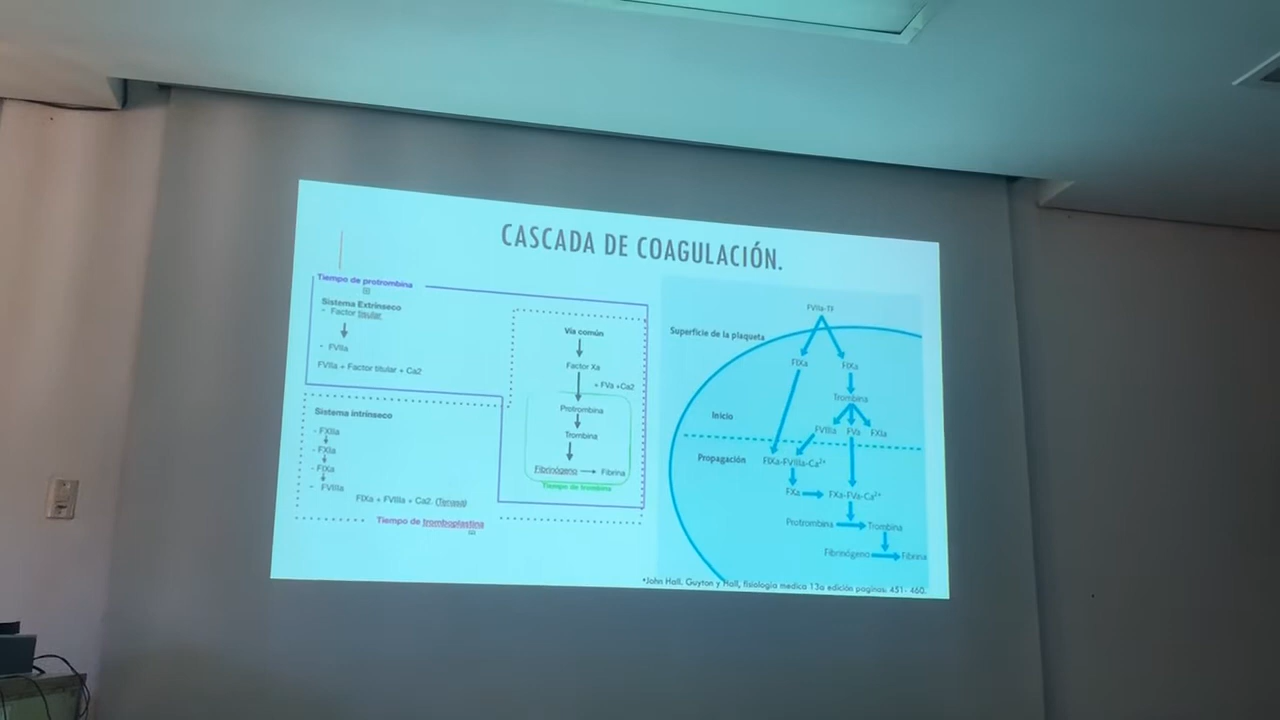 CASCADA DE COAGULACIÓN.
Tiempo de protrombina
Sistema Extrínseco
- Factor tisular
- FVIIa
FVIIa + Factor titular + Ca2
Sistema intrínseco
- FXIIa
- FXIa
- FIXa
- FVIIIa
FIXa + FVIIIa + Ca2. (Tenasa)
Tiempo de tromboplastina
Vía común
Factor Xa
+ FVa +Ca2
Protrombina
Trombina
Fibrinógeno
Fibrina
Tiempo de trombina
FVIIa-TF
Superficie de la plaqueta
FIXa
Trombina
Inicio
FVIIIa FVa FXIa
Propagación
FIXa-FVIIIa-Ca²⁺
FXa
FXa-FVa-Ca²⁺
Protrombina
Trombina
Fibrinógeno
Fibrina
*John Hall. Guyton y Hall, fisiología medica 13a edición paginas: 451- 460.